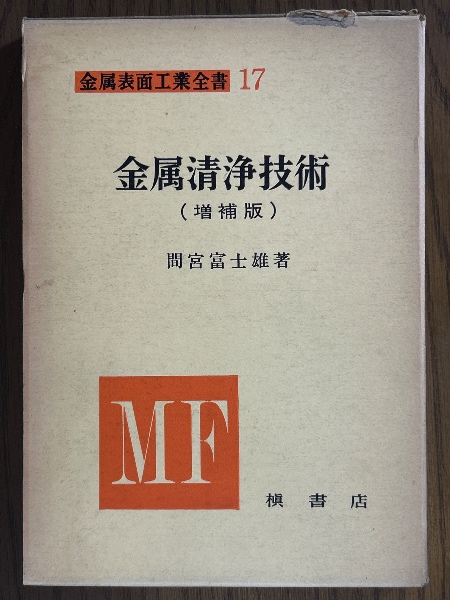 金属表面工業全書 17
金属清浄技術
(増補版)
間宮富士雄著
MF
槇書店